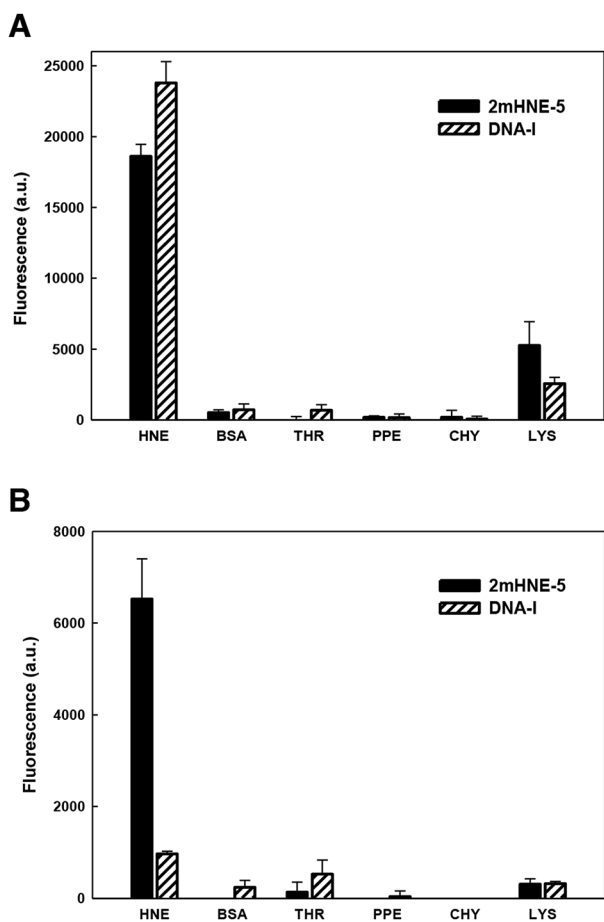 A
Fluorescence (a.u.)
25000
20000
15000
10000
5000
0
2mHNE-5
DNA-I
HNE BSA THR PPE CHY LYS
B
Fluorescence (a.u.)
8000
6000
4000
2000
0
2mHNE-5
DNA-I
HNE BSA THR PPE CHY LYS